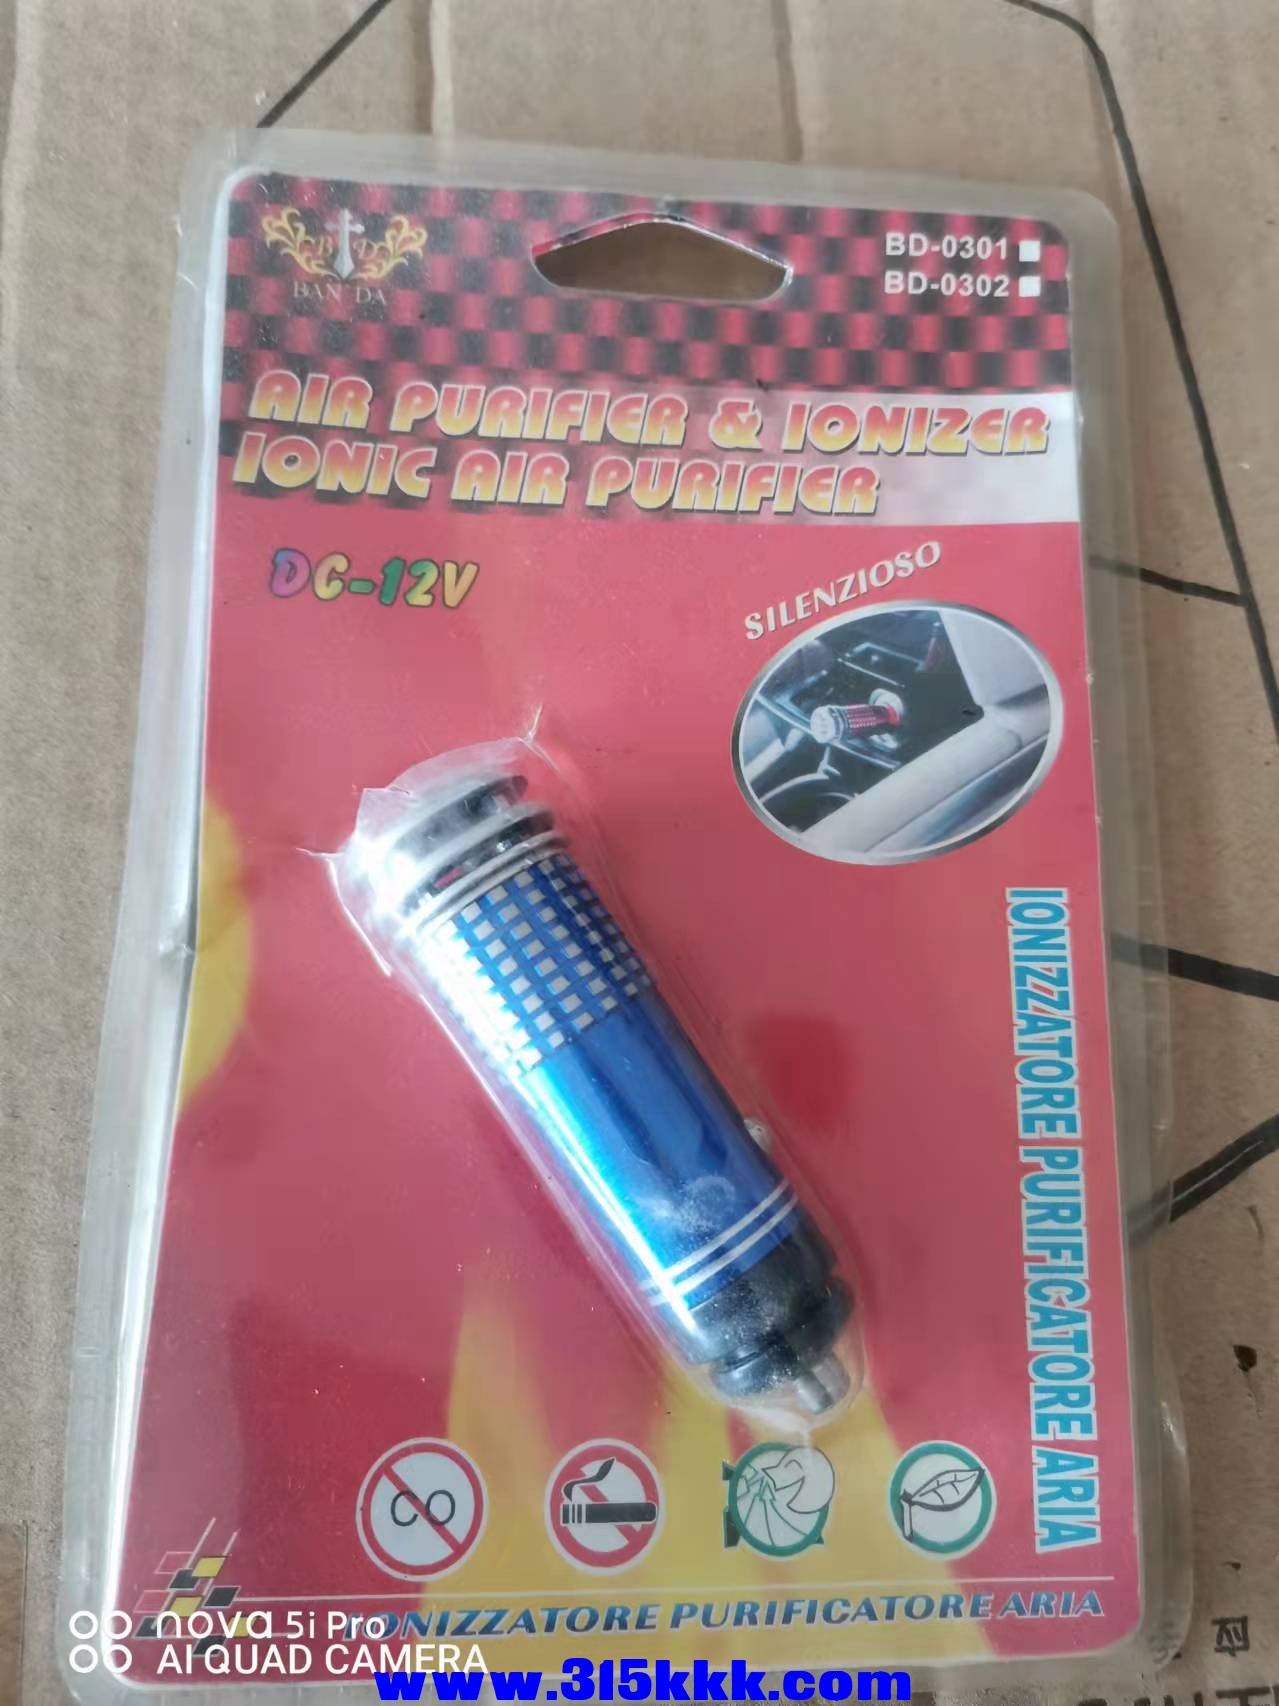 B D
BAN DA
BD-0301
BD-0302
AIR PURIFIER & IONIZER
IONIC AIR PURIFIER
DC-12V
SILENZIOSO
IONIZZATORE PURIFICATORE ARIA
CO
IONIZZATORE PURIFICATORE ARIA
nova 5i Pro
AI QUAD CAMERA
www.315kkk.com